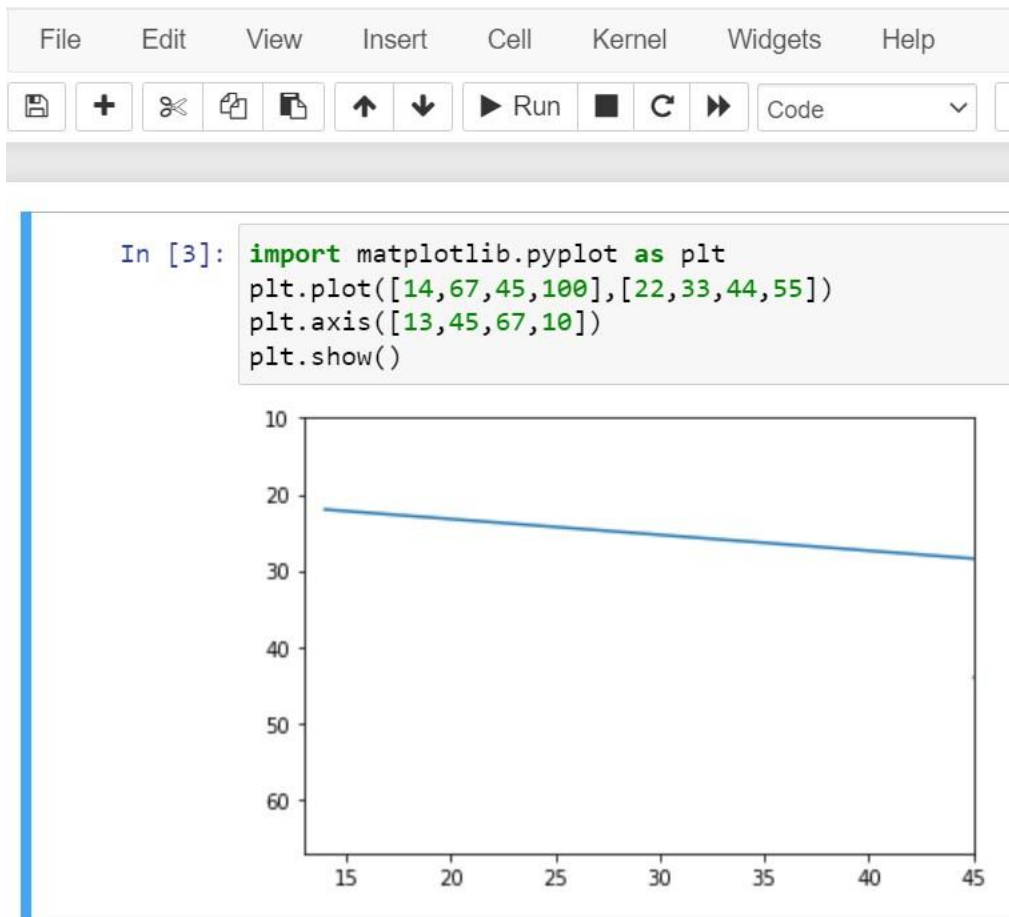 File Edit View Insert Cell Kernel Widgets Help
Run Code
In [3]: import matplotlib.pyplot as plt
plt.plot([14,67,45,100],[22,33,44,55])
plt.axis([13,45,67,10])
plt.show()
10
20
30
40
50
60
15 20 25 30 35 40 45